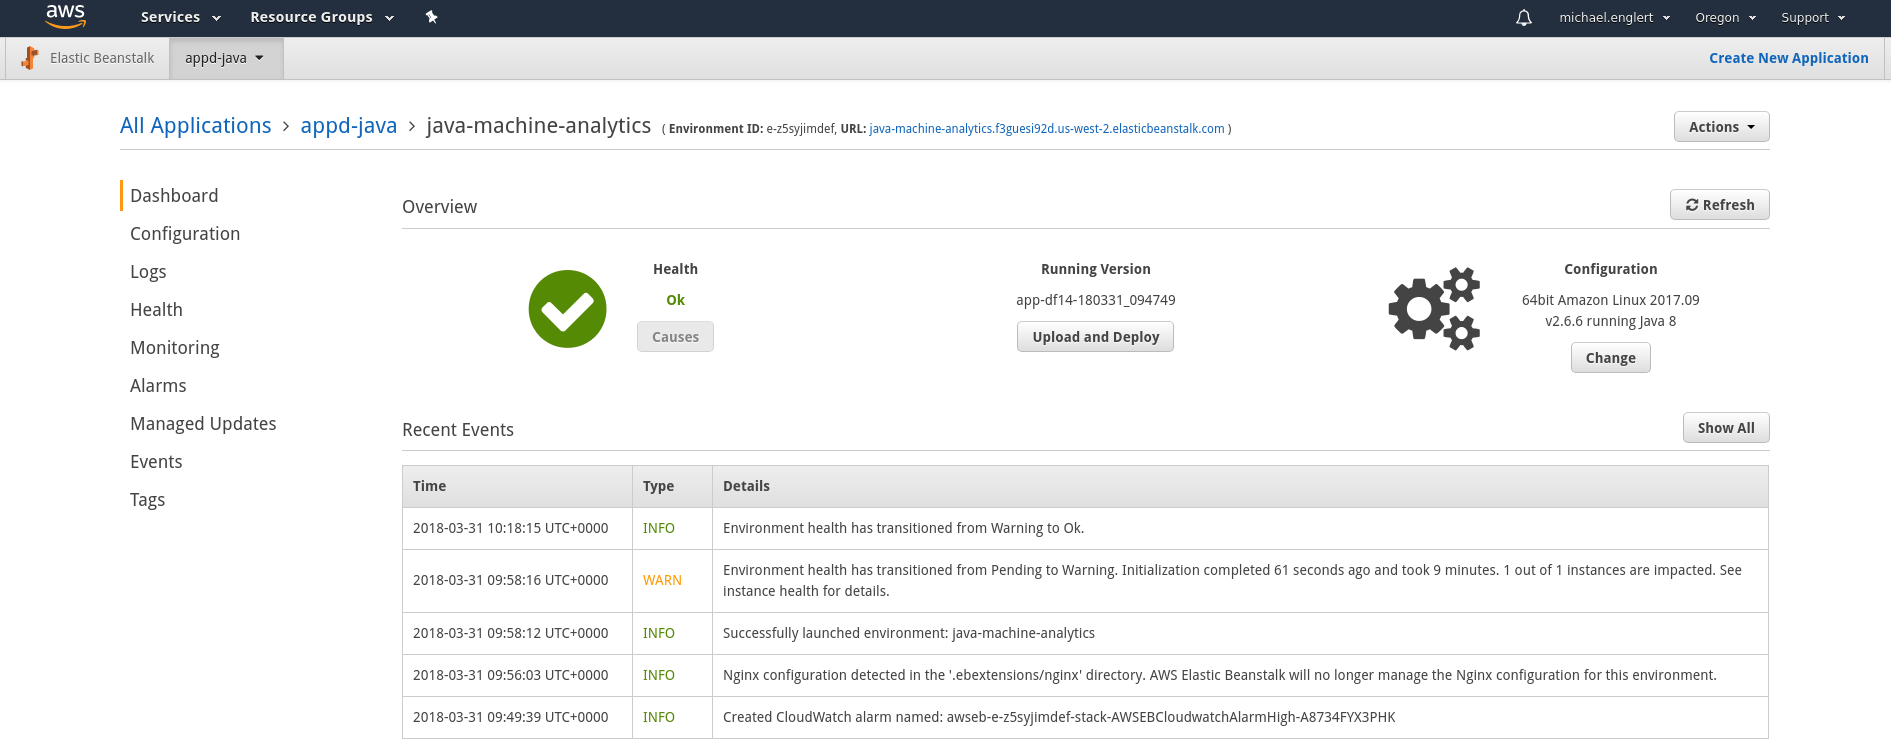 aws Services Resource Groups michael.englert Oregon Support
Elastic Beanstalk appd-java Create New Application
All Applications > appd-java > java-machine-analytics ( Environment ID: e-z5syjimdef, URL: java-machine-analytics.f3guesi92d.us-west-2.elasticbeanstalk.com ) Actions
Dashboard
Configuration
Logs
Health
Monitoring
Alarms
Managed Updates
Events
Tags
Overview Refresh
Health
Ok
Causes
Running Version
app-df14-180331_094749
Upload and Deploy
Configuration
64bit Amazon Linux 2017.09
v2.6.6 running Java 8
Change
Recent Events Show All
Time Type Details
2018-03-31 10:18:15 UTC+0000 INFO Environment health has transitioned from Warning to Ok.
2018-03-31 09:58:16 UTC+0000 WARN Environment health has transitioned from Pending to Warning. Initialization completed 61 seconds ago and took 9 minutes. 1 out of 1 instances are impacted. See
instance health for details.
2018-03-31 09:58:12 UTC+0000 INFO Successfully launched environment: java-machine-analytics
2018-03-31 09:56:03 UTC+0000 INFO Nginx configuration detected in the '.ebextensions/nginx' directory. AWS Elastic Beanstalk will no longer manage the Nginx configuration for this environment.
2018-03-31 09:49:39 UTC+0000 INFO Created CloudWatch alarm named: awseb-e-z5syjimdef-stack-AWSEBCloudwatchAlarmHigh-A8734FYX3PHK